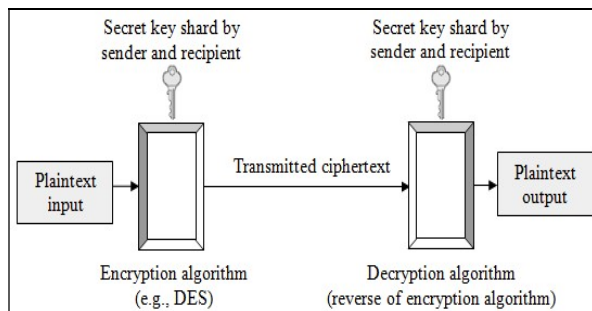 Secret key shard by
sender and recipient
Secret key shard by
sender and recipient
Plaintext
input
Transmitted ciphertext
Plaintext
output
Encryption algorithm
(e.g., DES)
Decryption algorithm
(reverse of encryption algorithm)